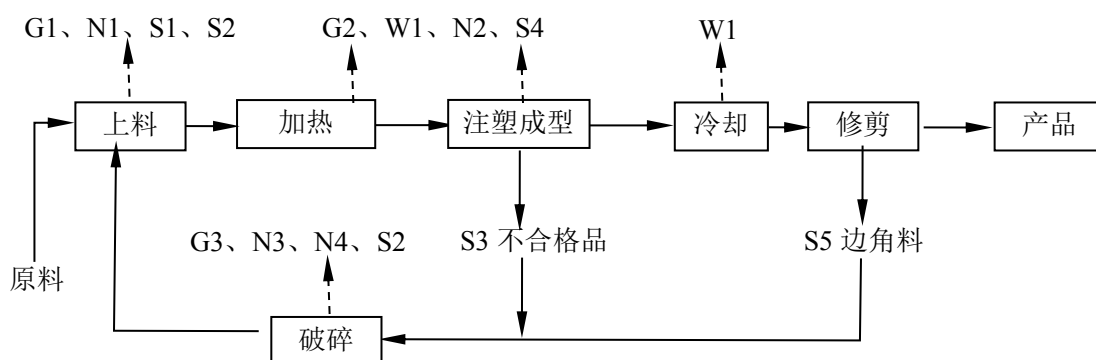 G1、N1、S1、S2
G2、W1、N2、S4
W1
上料
加热
注塑成型
冷却
修剪
产品
G3、N3、N4、S2
S3 不合格品
S5 边角料
原料
破碎